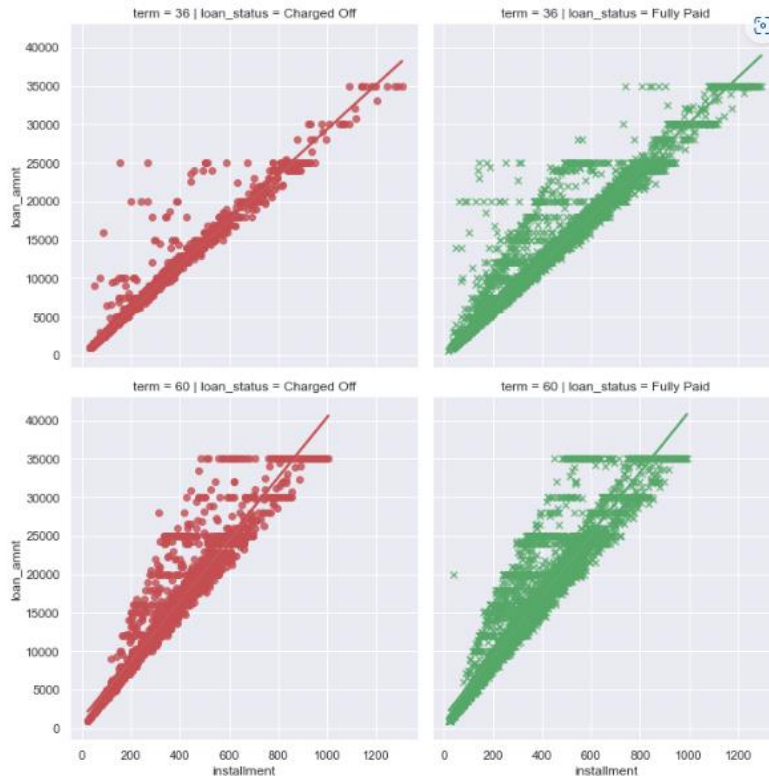 term = 36 | loan_status = Charged Off
term = 36 | loan_status = Fully Paid
40000
35000
30000
25000
20000
15000
10000
5000
0
loan_amnt
term = 60 | loan_status = Charged Off
term = 60 | loan_status = Fully Paid
40000
35000
30000
25000
20000
15000
10000
5000
0
loan_amnt
0 200 400 600 800 1000 1200
0 200 400 600 800 1000 1200
installment
installment